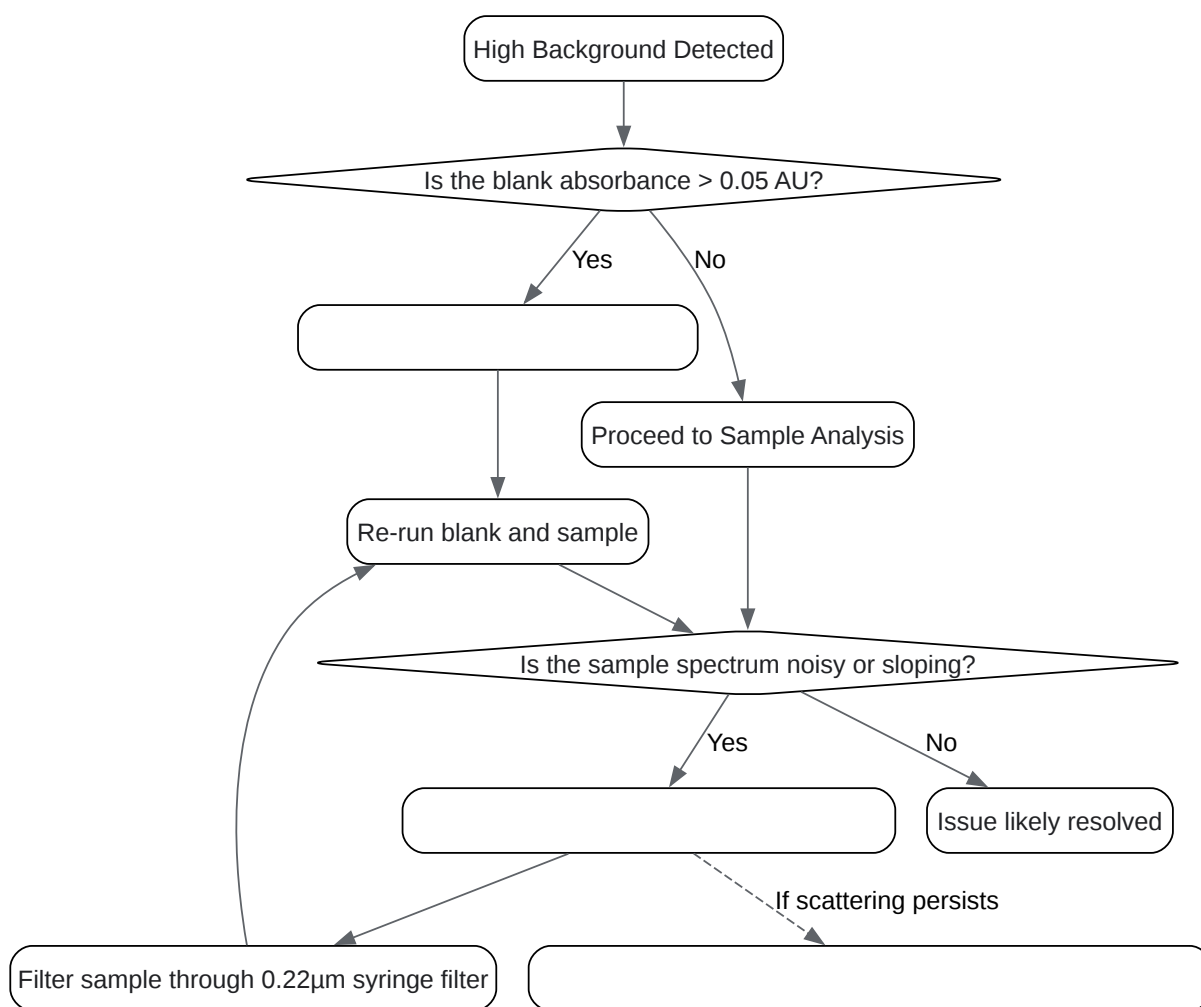 High Background Detected
Is the blank absorbance > 0.05 AU?
Yes
No
Proceed to Sample Analysis
Re-run blank and sample
Is the sample spectrum noisy or sloping?
Yes
No
Issue likely resolved
If scattering persists
Filter sample through 0.22µm syringe filter